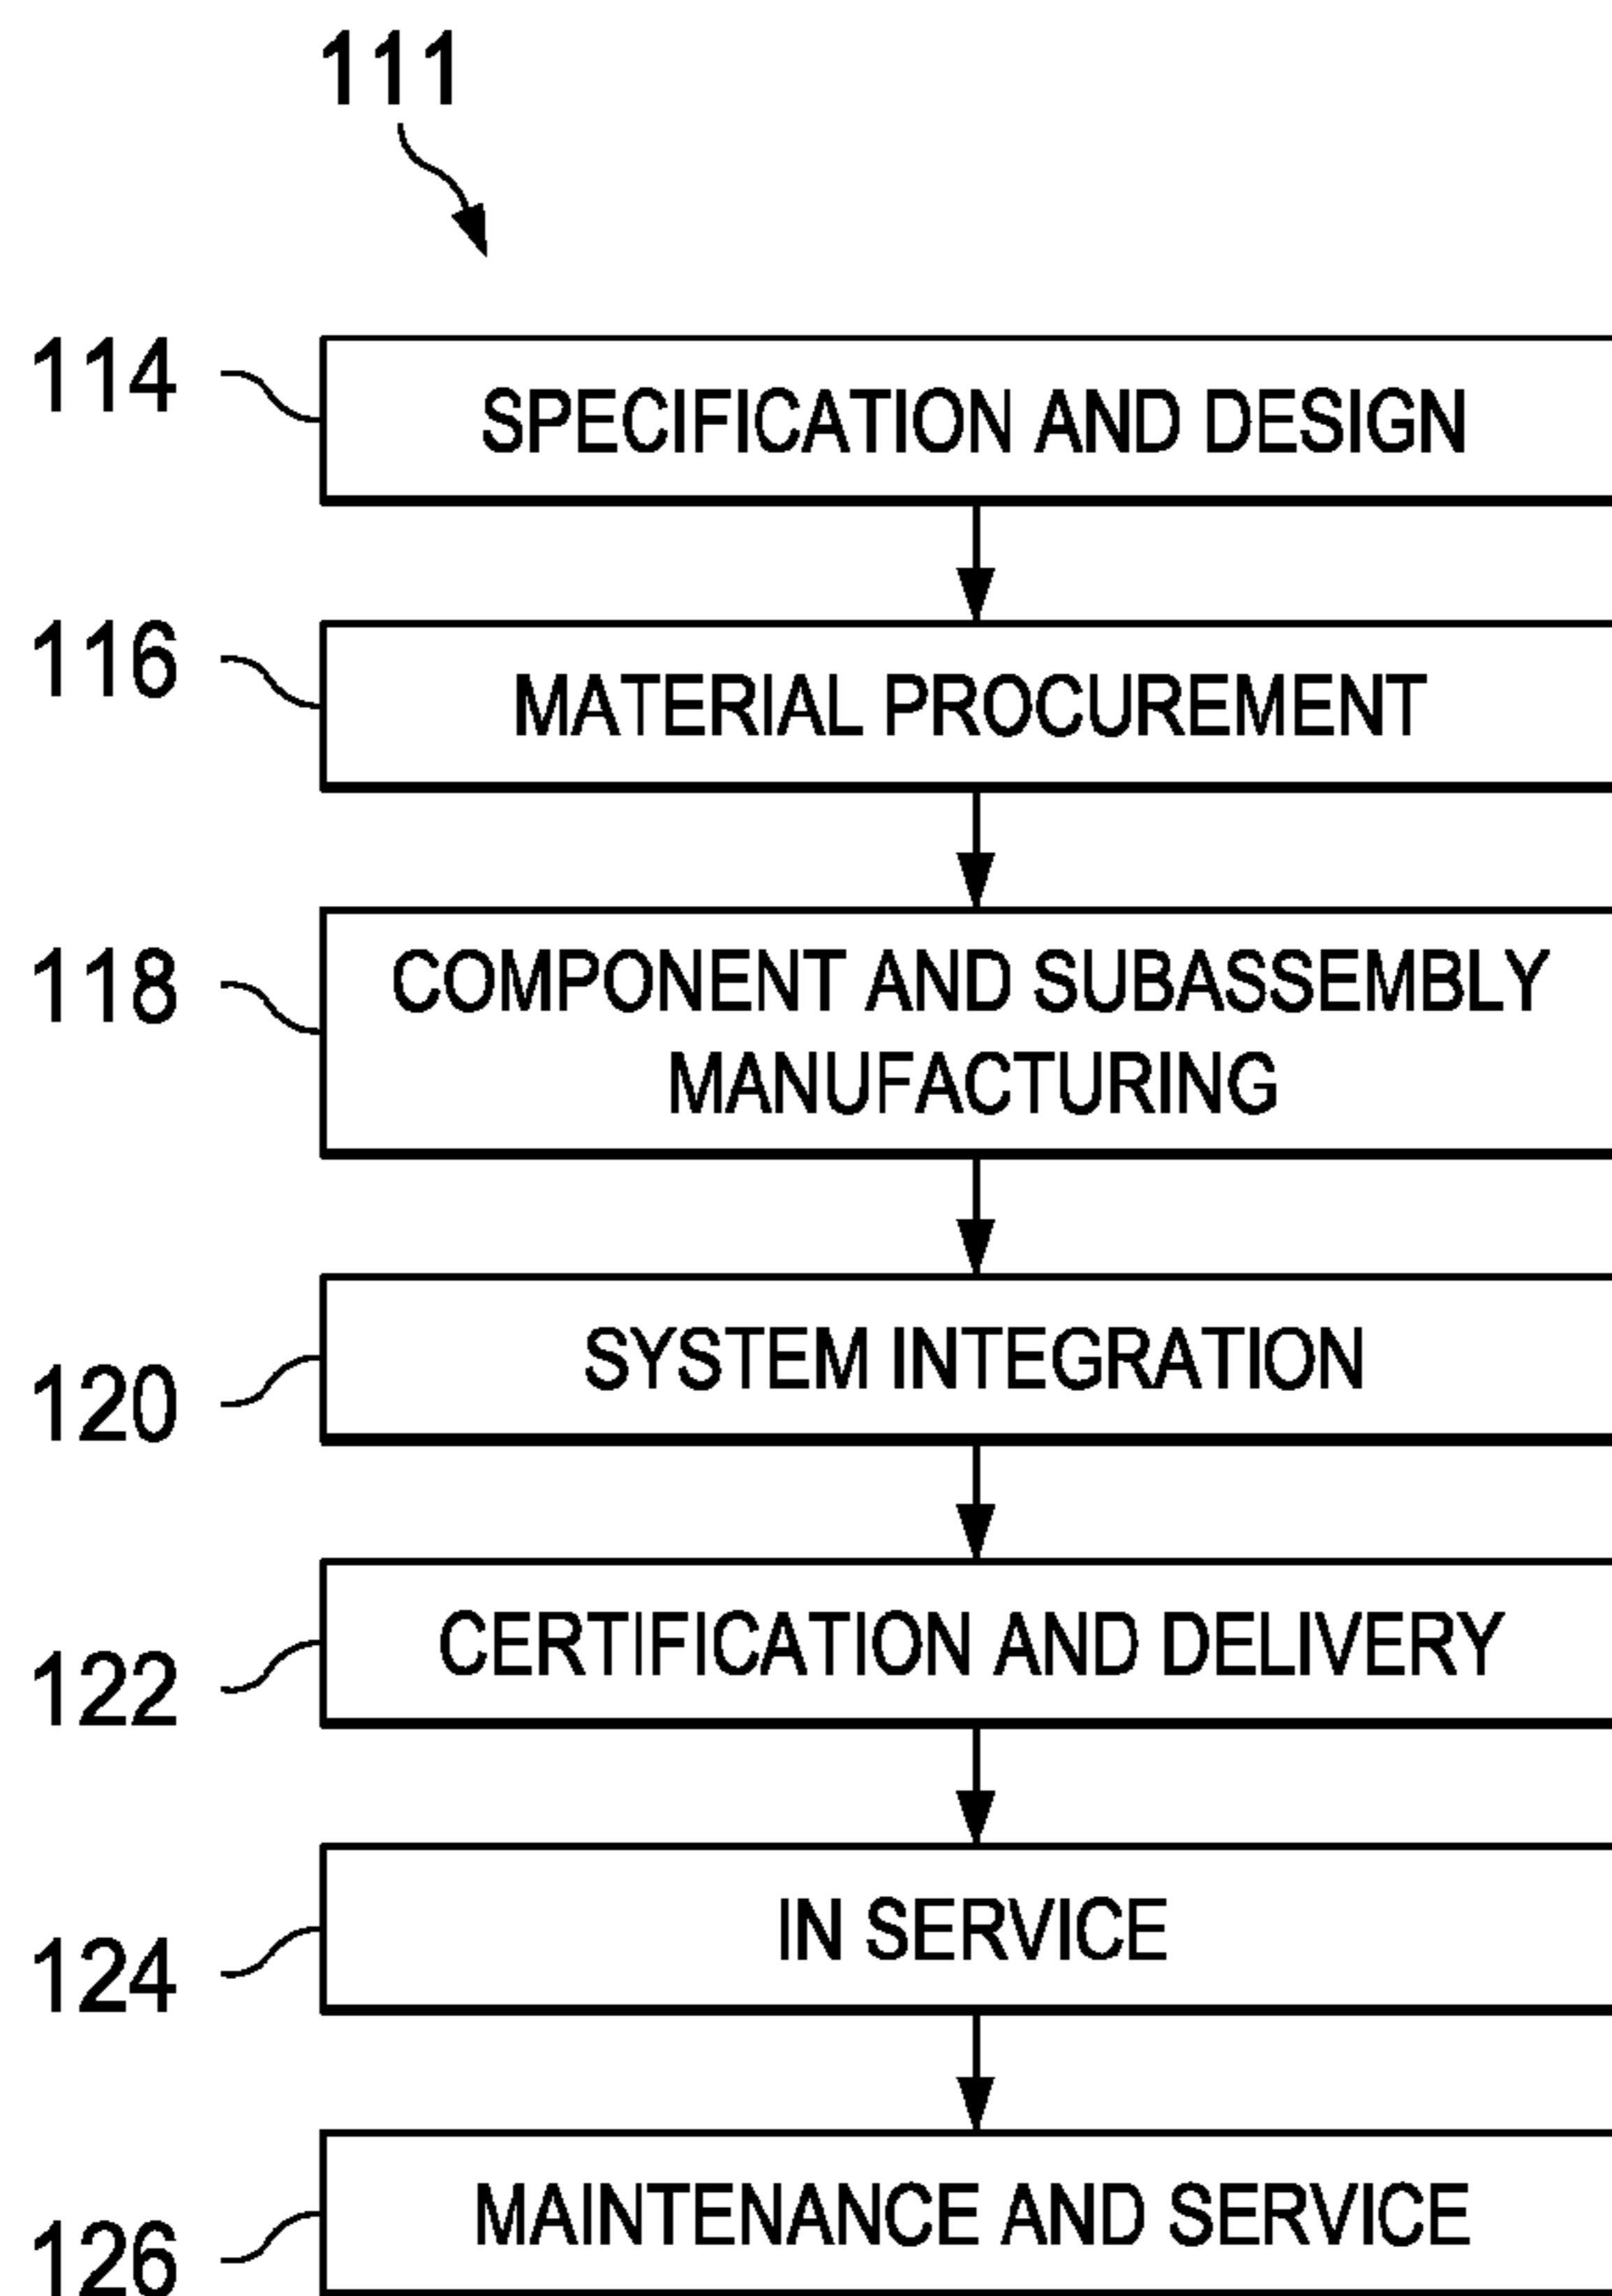 111
114
SPECIFICATION AND DESIGN
116
MATERIAL PROCUREMENT
118
COMPONENT AND SUBASSEMBLY
MANUFACTURING
120
SYSTEM INTEGRATION
122
CERTIFICATION AND DELIVERY
124
IN SERVICE
126
MAINTENANCE AND SERVICE